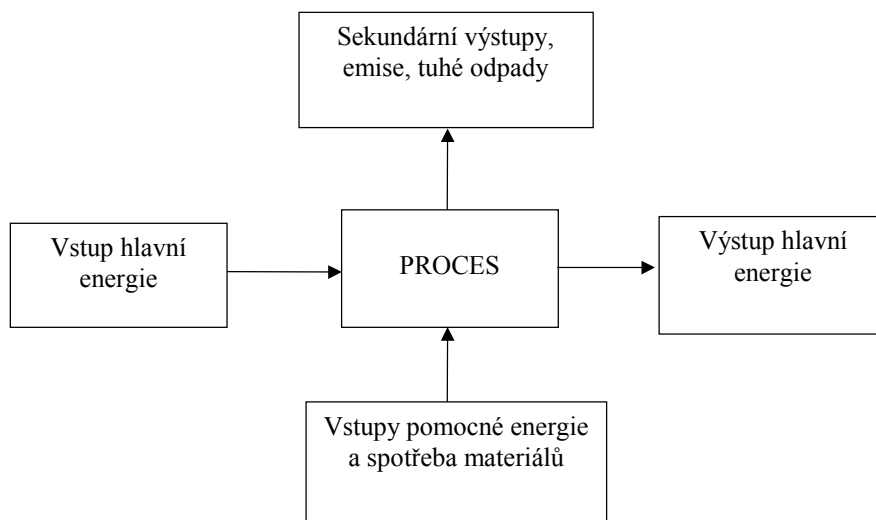 Sekundární výstupy,
emise, tuhé odpady
Vstup hlavní
energie
PROCES
Výstup hlavní
energie
Vstupy pomocné energie
a spotřeba materiálů